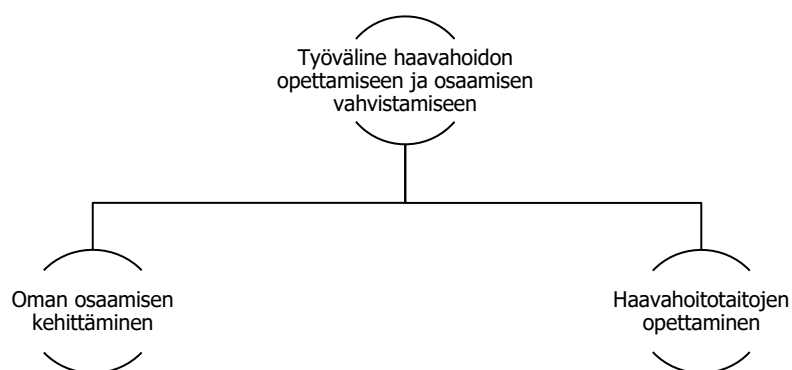 Työväline haavahoidon
opettamiseen ja osaamisen
vahvistamiseen
Oman osaamisen
kehittäminen
Haavahoitotaitojen
opettaminen